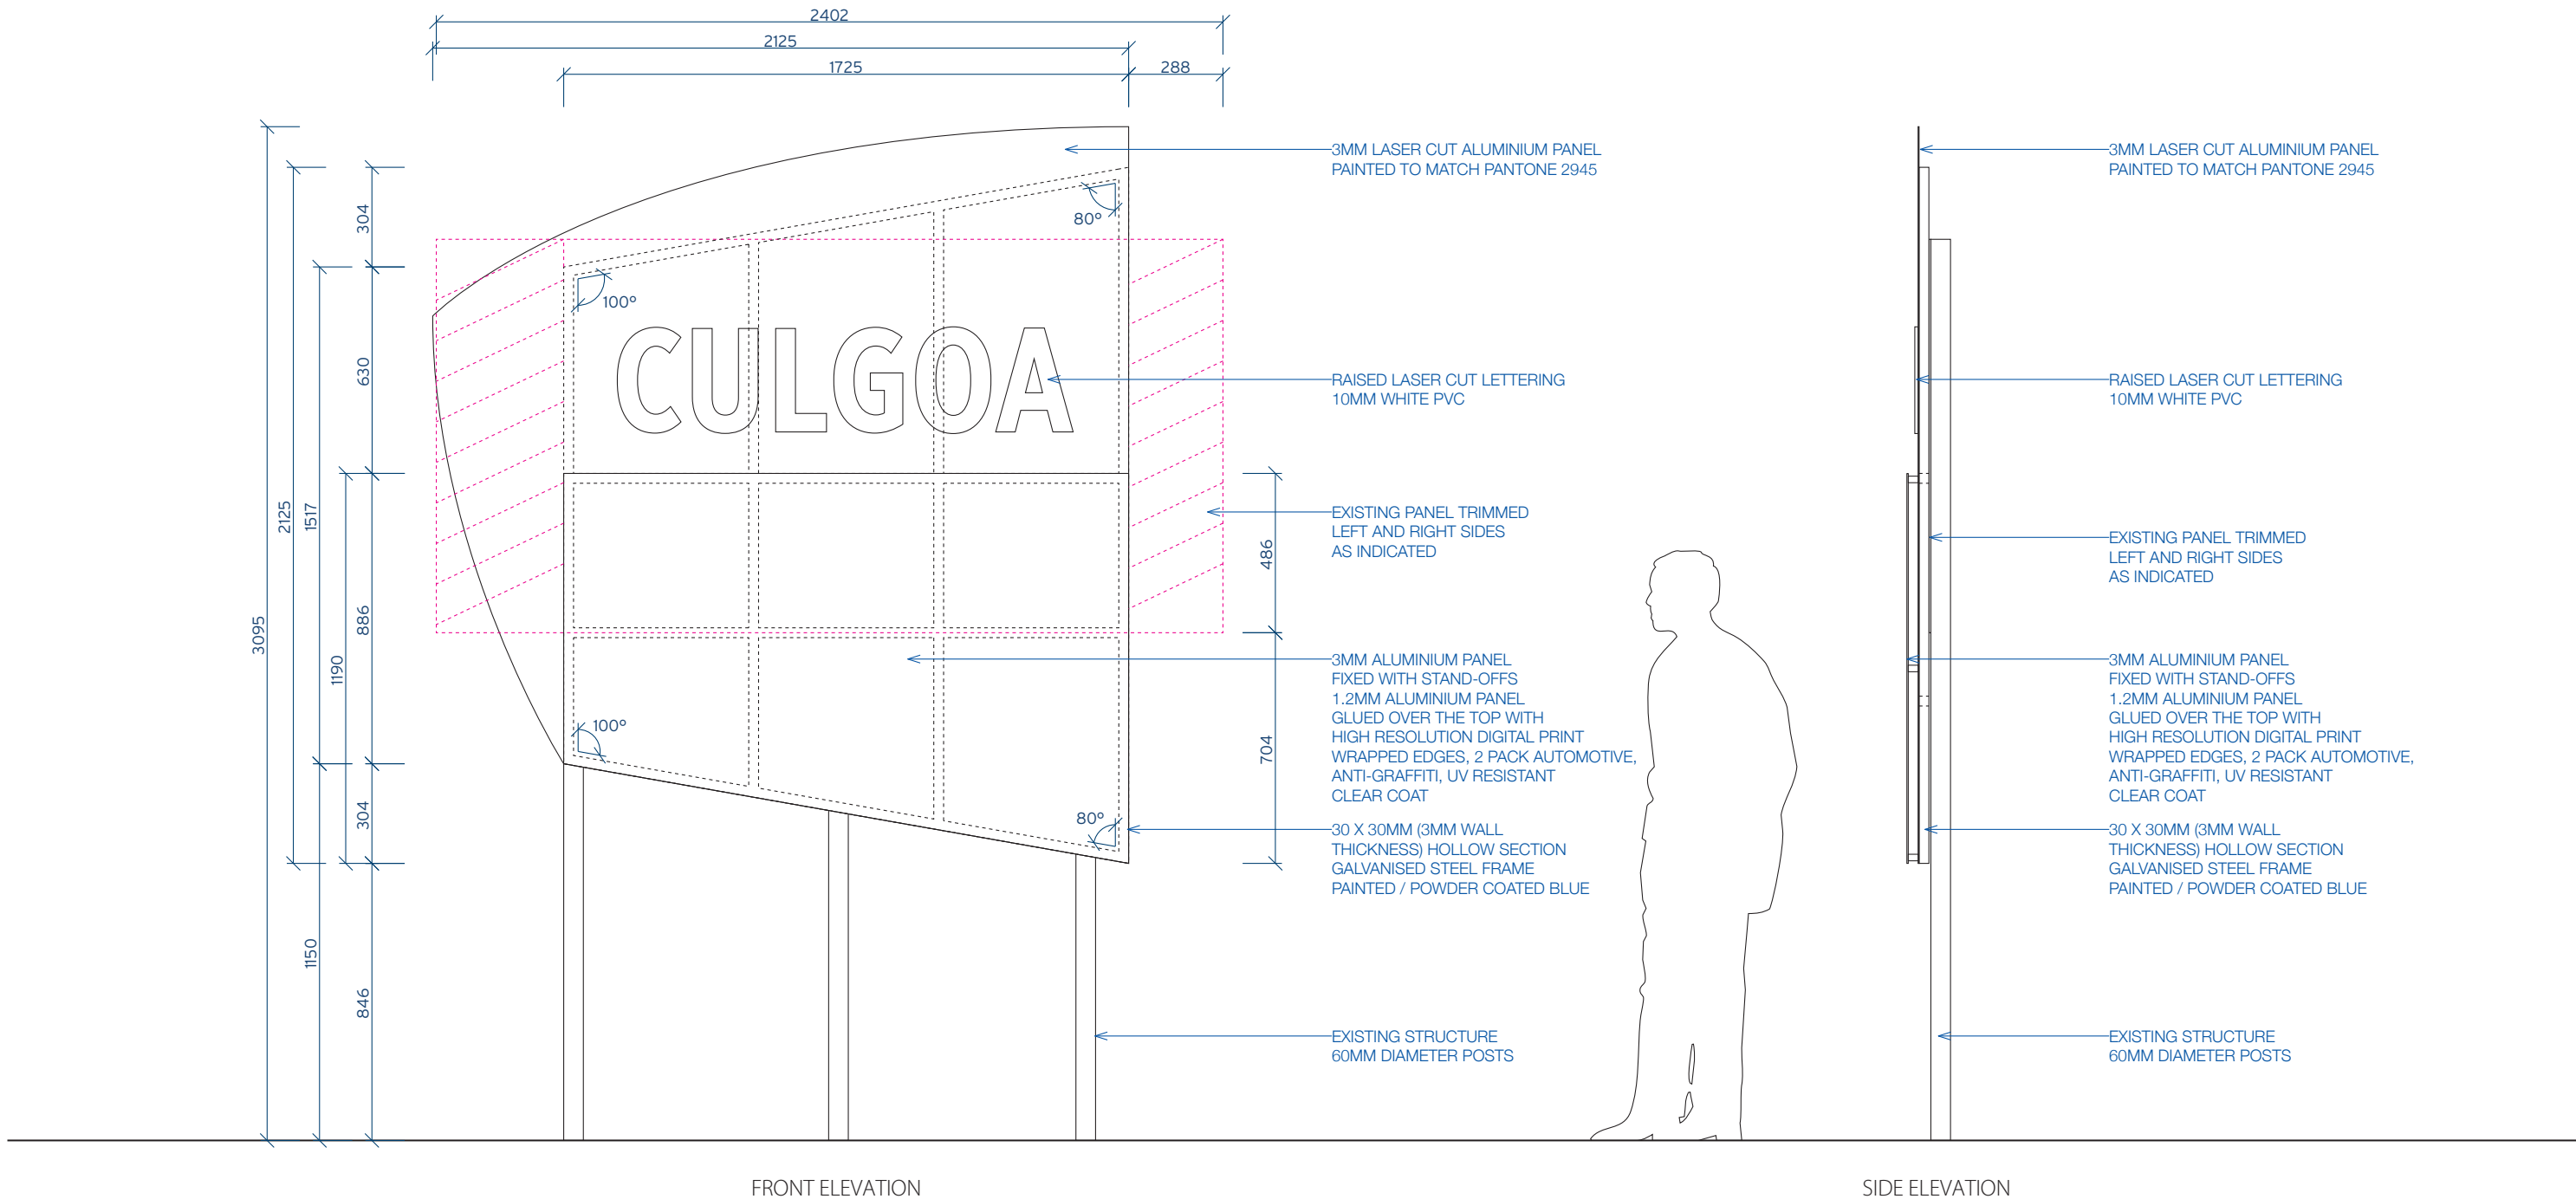 2402
2125
1725
288
3095
2125
1517
1150
1190
304
630
886
304
846
80°
100°
100°
80°
CULGOA
486
704
3MM LASER CUT ALUMINIUM PANEL
PAINTED TO MATCH PANTONE 2945
RAISED LASER CUT LETTERING
10MM WHITE PVC
EXISTING PANEL TRIMMED
LEFT AND RIGHT SIDES
AS INDICATED
3MM ALUMINIUM PANEL
FIXED WITH STAND-OFFS
1.2MM ALUMINIUM PANEL
GLUED OVER THE TOP WITH
HIGH RESOLUTION DIGITAL PRINT
WRAPPED EDGES, 2 PACK AUTOMOTIVE,
ANTI-GRAFFITI, UV RESISTANT
CLEAR COAT
30 X 30MM (3MM WALL
THICKNESS) HOLLOW SECTION
GALVANISED STEEL FRAME
PAINTED / POWDER COATED BLUE
EXISTING STRUCTURE
60MM DIAMETER POSTS
FRONT ELEVATION
3MM LASER CUT ALUMINIUM PANEL
PAINTED TO MATCH PANTONE 2945
RAISED LASER CUT LETTERING
10MM WHITE PVC
EXISTING PANEL TRIMMED
LEFT AND RIGHT SIDES
AS INDICATED
3MM ALUMINIUM PANEL
FIXED WITH STAND-OFFS
1.2MM ALUMINIUM PANEL
GLUED OVER THE TOP WITH
HIGH RESOLUTION DIGITAL PRINT
WRAPPED EDGES, 2 PACK AUTOMOTIVE,
ANTI-GRAFFITI, UV RESISTANT
CLEAR COAT
30 X 30MM (3MM WALL
THICKNESS) HOLLOW SECTION
GALVANISED STEEL FRAME
PAINTED / POWDER COATED BLUE
EXISTING STRUCTURE
60MM DIAMETER POSTS
SIDE ELEVATION